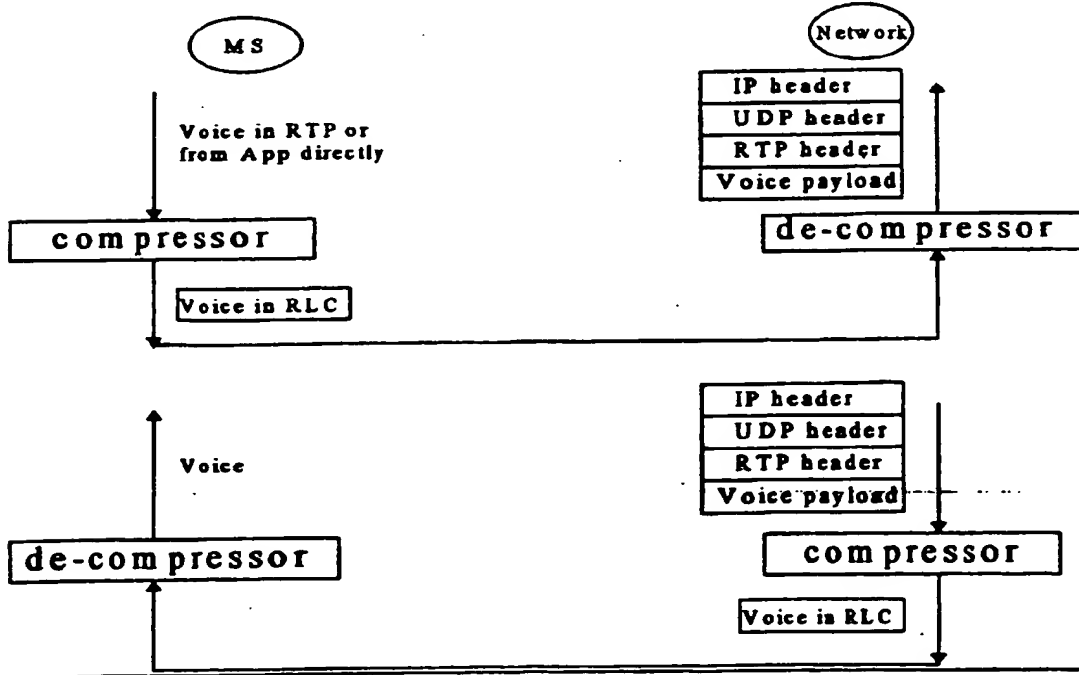 MS
Network
IP header
UDP header
RTP header
Voice payload
Voice in RTP or
from App directly
compressor
de-compressor
Voice in RLC
IP header
UDP header
RTP header
Voice payload
Voice
de-compressor
compressor
Voice in RLC